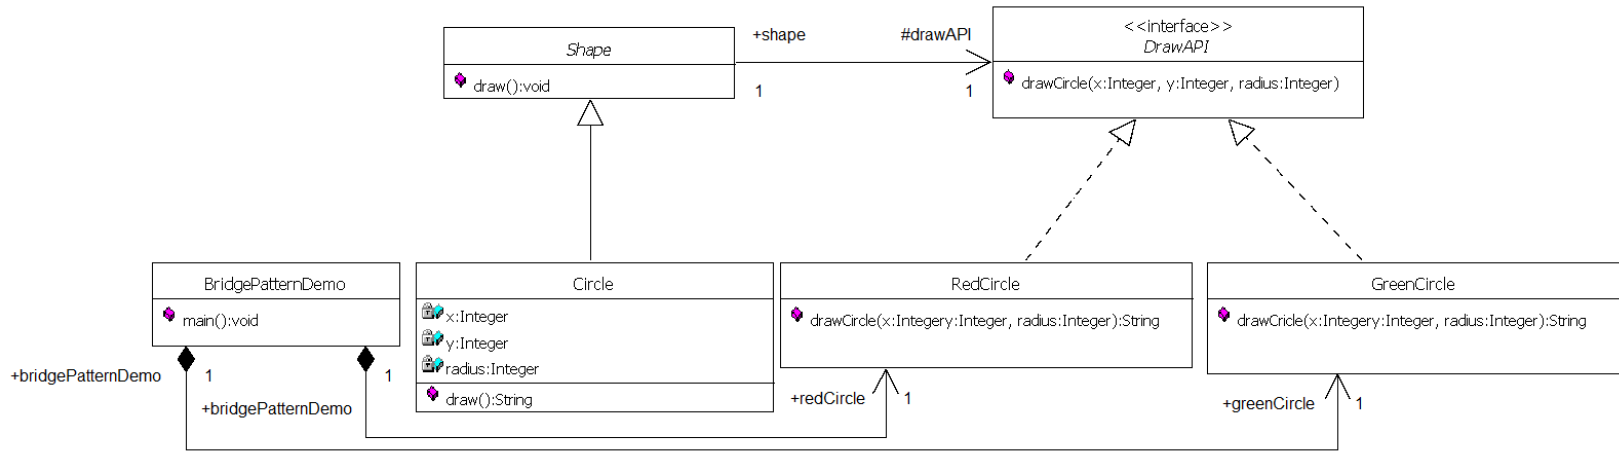 +shape
#drawAPI
1
1
Shape
draw():void
<<interface>>
DrawAPI
drawCircle(x:Integer, y:Integer, radius:Integer)
BridgePatternDemo
main():void
Circle
x:Integer
y:Integer
radius:Integer
draw():String
RedCircle
drawCircle(x:Integery:Integer, radius:Integer):String
GreenCircle
drawCricle(x:Integery:Integer, radius:Integer):String
+bridgePatternDemo
1
+bridgePatternDemo
1
+redCircle
1
+greenCircle
1